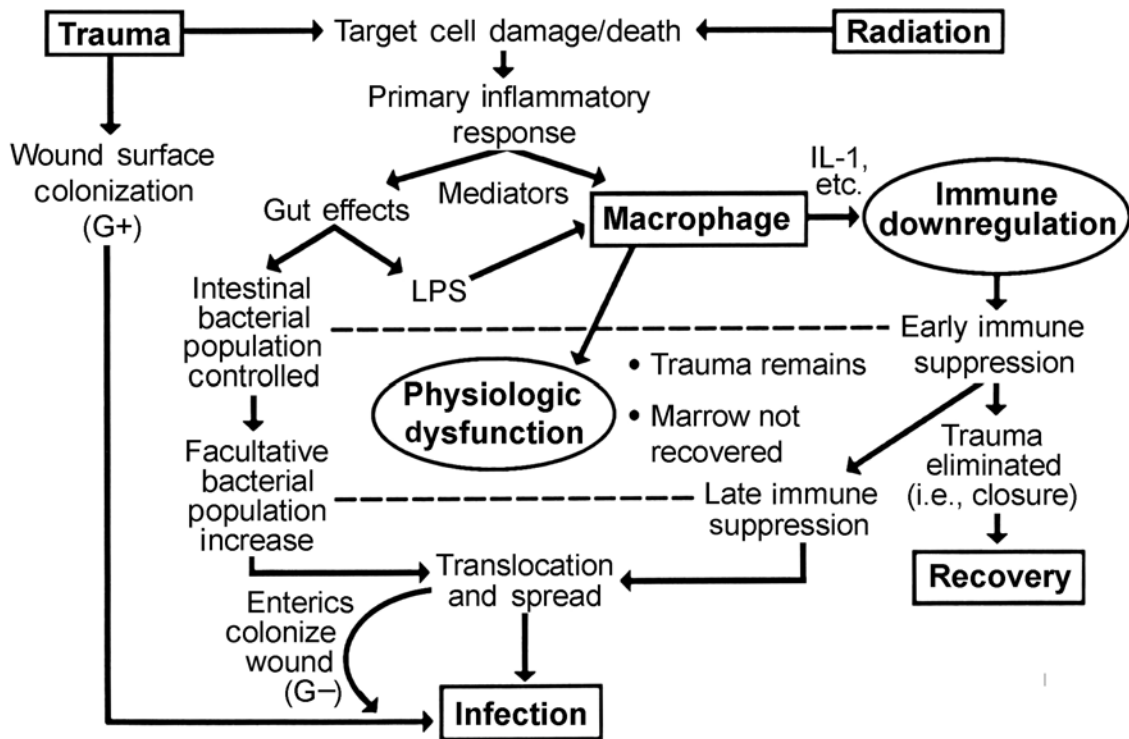 Trauma
Target cell damage/death
Radiation
Primary inflammatory
response
Wound surface
colonization
(G+)
Gut effects
Mediators
Macrophage
IL-1,
etc.
Immune
downregulation
LPS
Intestinal
bacterial
population
controlled
Early immune
suppression
Physiologic
dysfunction
• Trauma remains
• Marrow not
recovered
Facultative
bacterial
population
increase
Late immune
suppression
Trauma
eliminated
(i.e., closure)
Recovery
Translocation
and spread
Enterics
colonize
wound
(G−)
Infection